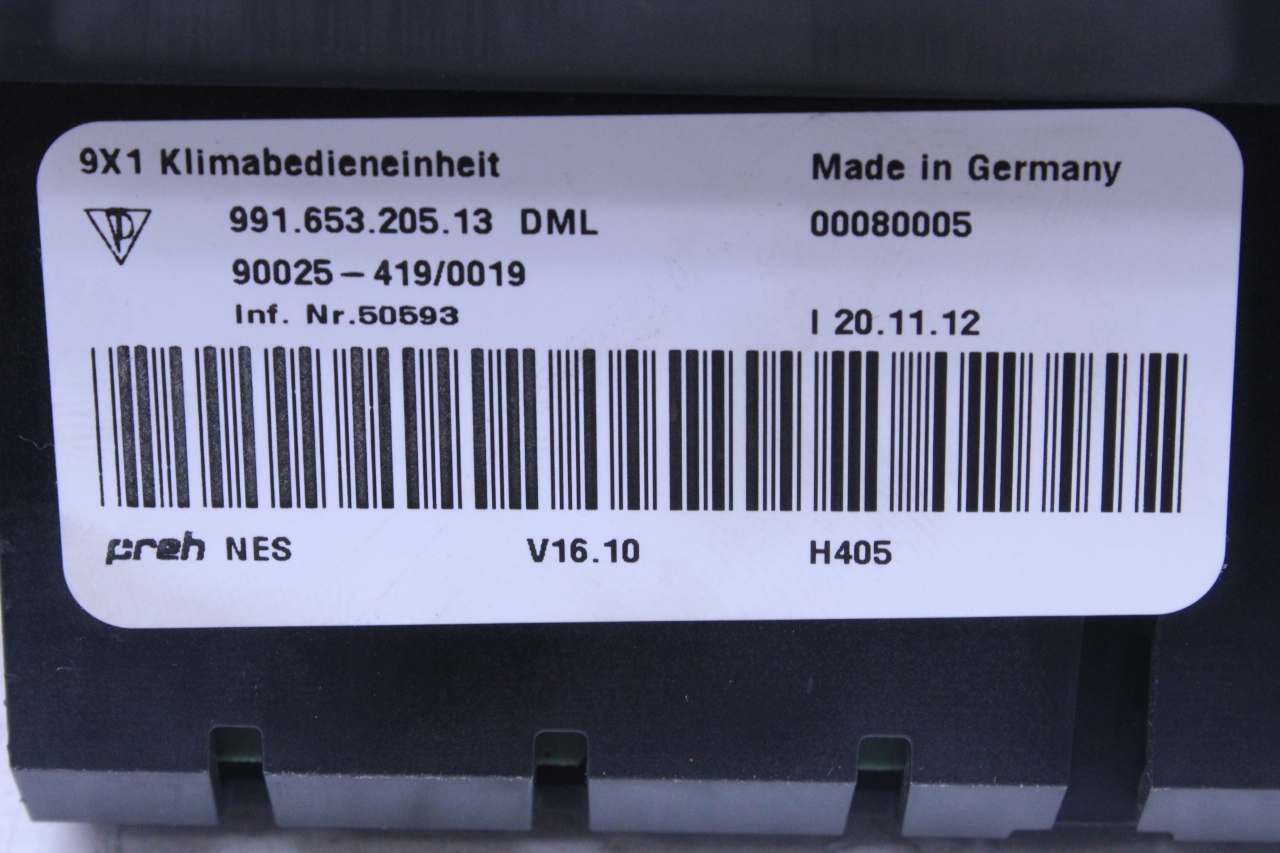 9X1 Klimabedieneinheit Made in Germany
991.653.205.13 DML 00080005
90025-419/0019
Inf. Nr.50593 I 20.11.12
preh NES V16.10 H405